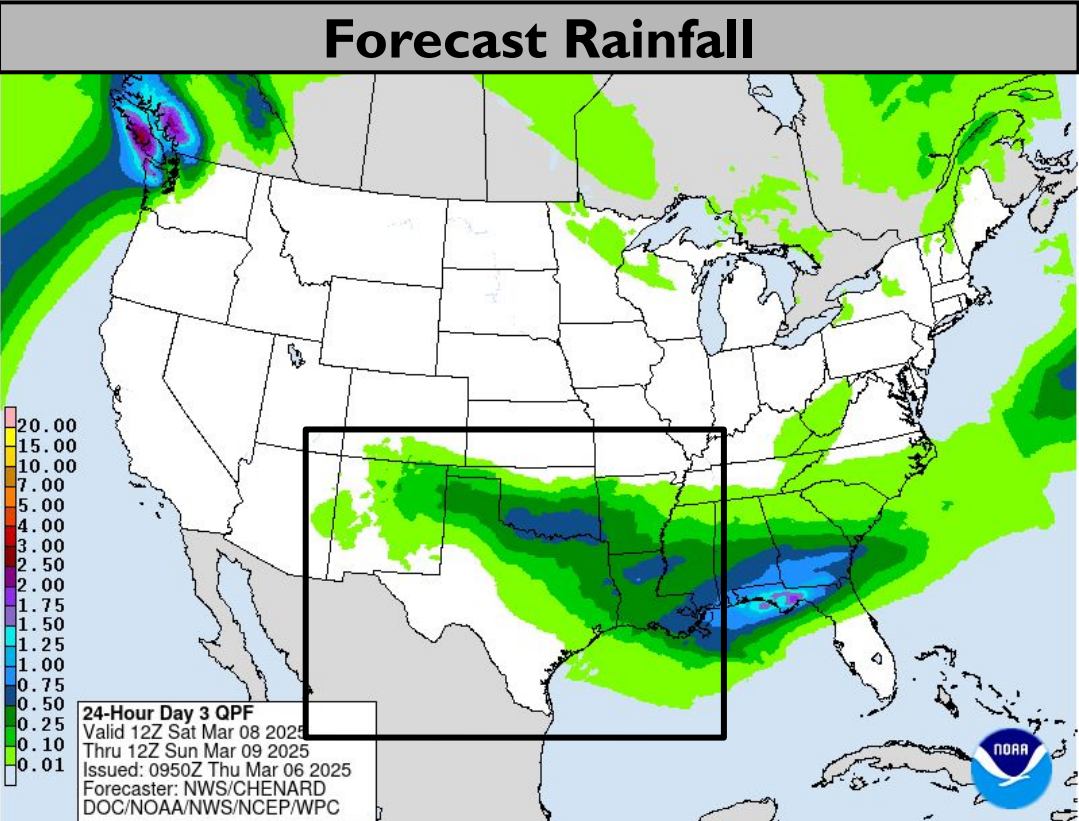 Forecast Rainfall
20.00
15.00
10.00
7.00
5.00
4.00
3.00
2.50
2.00
1.75
1.50
1.25
1.00
0.75
0.50
0.25
0.10
0.01
24-Hour Day 3 QPF
Valid 12Z Sat Mar 08 2025
Thru 12Z Sun Mar 09 2025
Issued: 0950Z Thu Mar 06 2025
Forecaster: NWS/CHENARD
DOC/NOAA/NWS/NCEP/WPC
NOAA